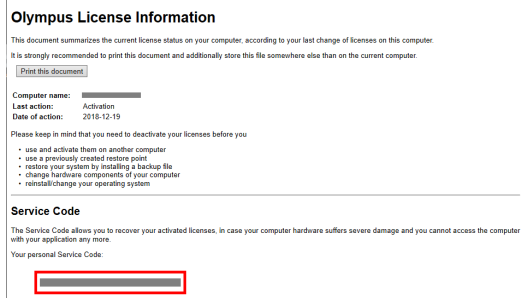 Olympus License Information
This document summarizes the current license status on your computer, according to your last change of licenses on this computer.
It is strongly recommended to print this document and additionally store this file somewhere else than on the current computer.
Print this document
Computer name:
Last action: Activation
Date of action: 2018-12-19
Please keep in mind that you need to deactivate your licenses before you
• use and activate them on another computer
• use a previously created restore point
• restore your system by installing a backup file
• change hardware components of your computer
• reinstall/change your operating system
Service Code
The Service Code allows you to recover your activated licenses, in case your computer hardware suffers severe damage and you cannot access the computer
with your application any more.
Your personal Service Code: